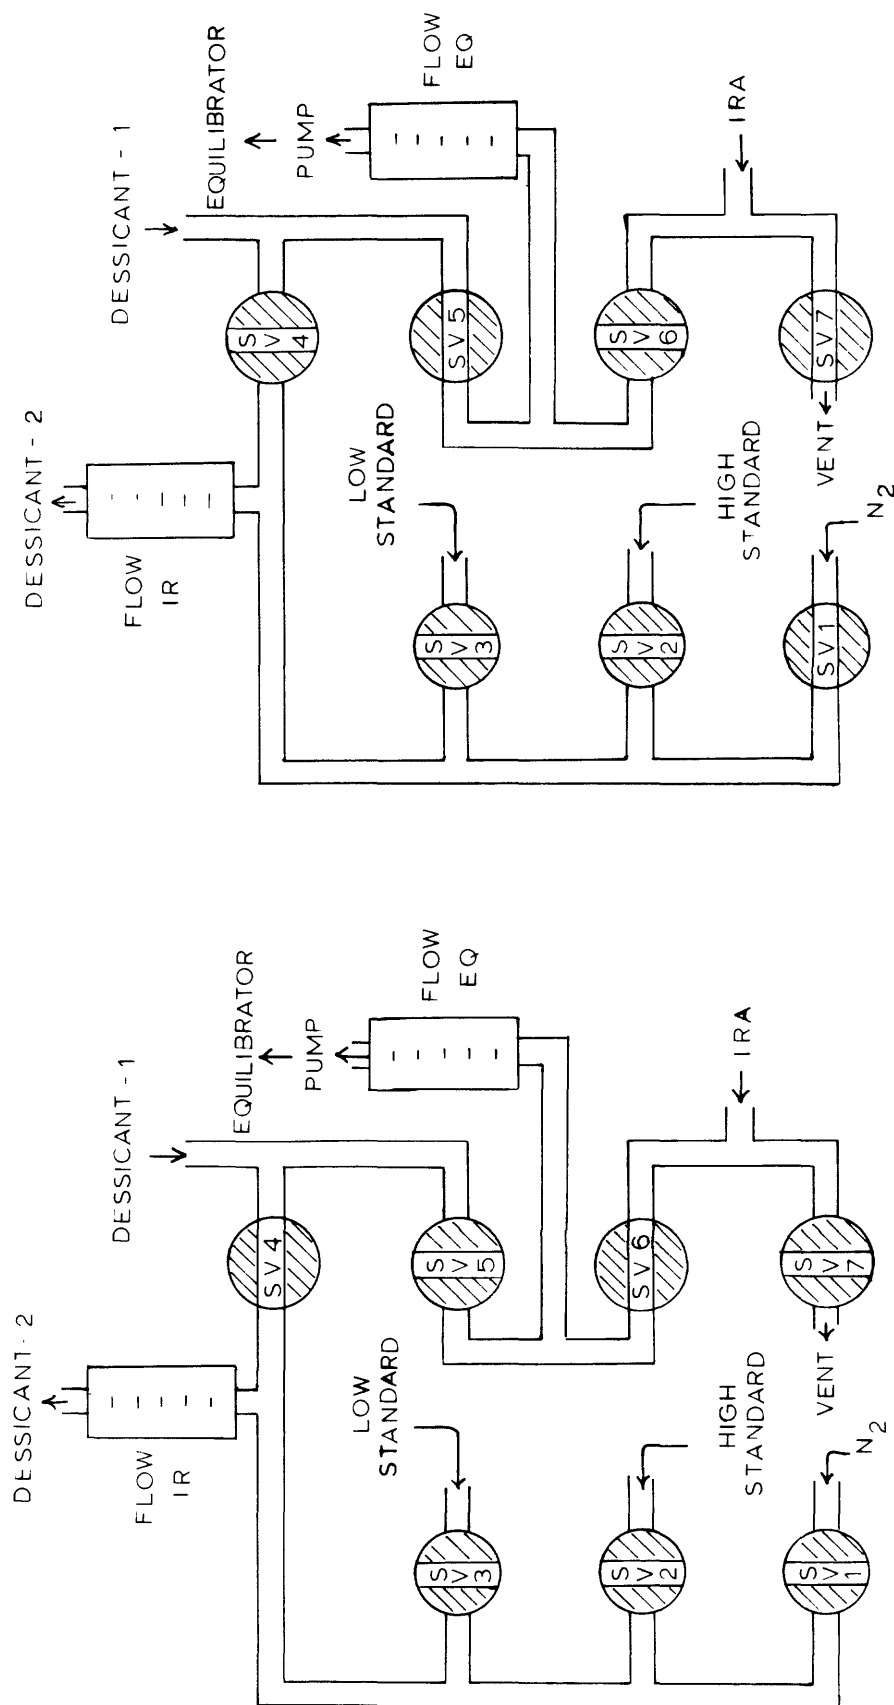 DESSICANT - 2
DESSICANT - 1
FLOW
IR
EQUILIBRATOR
PUMP
FLOW
EQ
SV4
SV5
SV6
SV7
LOW
STANDARD
HIGH
STANDARD
VENT
IRA
N2
SV3
SV2
SV1
DESSICANT - 2
DESSICANT - 1
FLOW
IR
EQUILIBRATOR
PUMP
FLOW
EQ
SV4
SV5
SV6
SV7
LOW
STANDARD
HIGH
STANDARD
VENT
IRA
N2
SV3
SV2
SV1